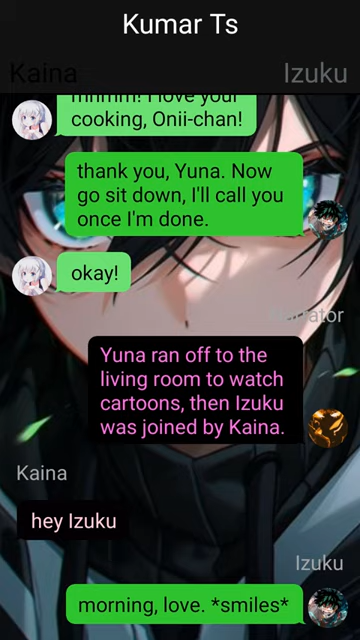 Kumar Ts
Kaina
Izuku
mhmm! I love your
cooking, Onii-chan!
thank you, Yuna. Now
go sit down, I'll call you
once I'm done.
okay!
Narrator
Yuna ran off to the
living room to watch
cartoons, then Izuku
was joined by Kaina.
Kaina
hey Izuku
Izuku
morning, love. *smiles*